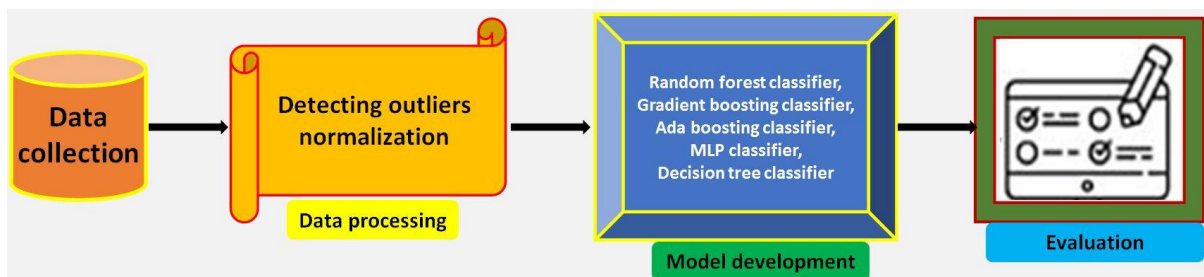 Data
collection
Detecting outliers
normalization
Data processing
Random forest classifier,
Gradient boosting classifier,
Ada boosting classifier,
MLP classifier,
Decision tree classifier
Model development
Evaluation